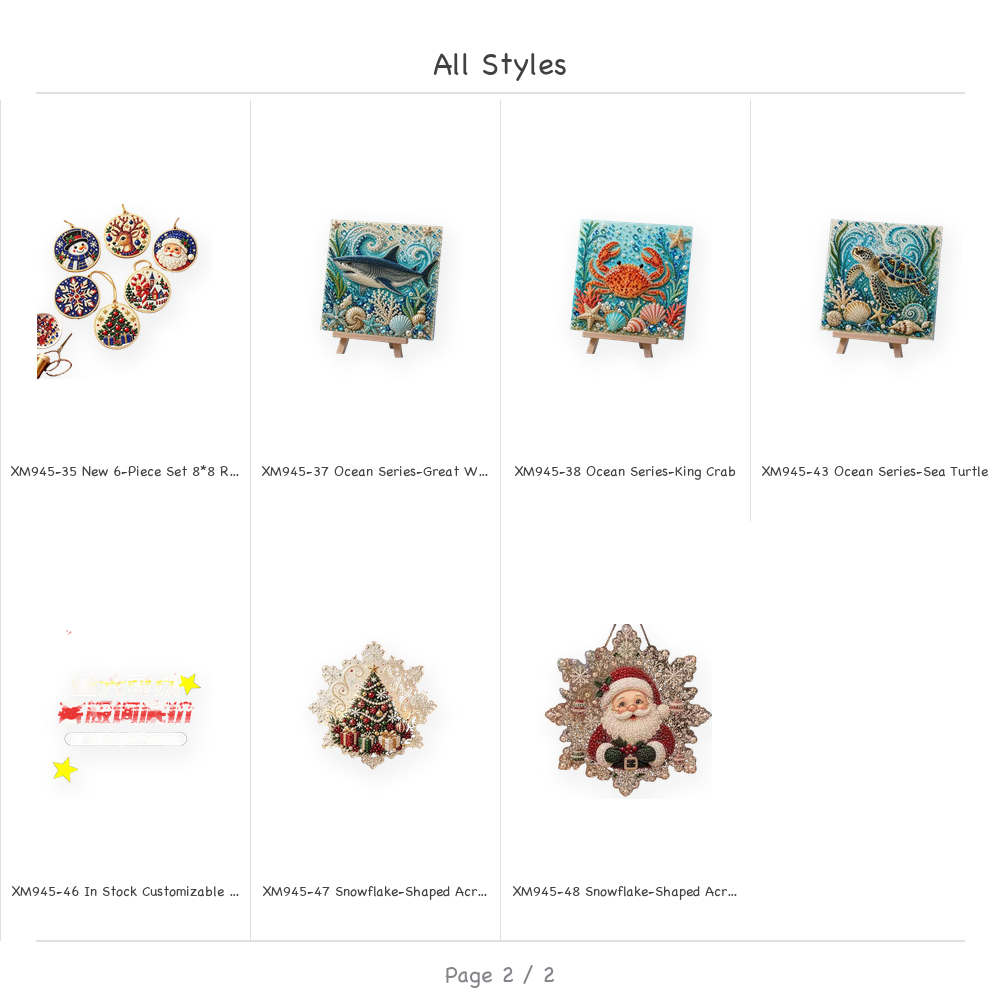 All Styles
XM945-35 New 6-Piece Set 8*8 R...
XM945-37 Ocean Series-Great W...
XM945-38 Ocean Series-King Crab
XM945-43 Ocean Series-Sea Turtle
XM945-46 In Stock Customizable ...
XM945-47 Snowflake-Shaped Acr...
XM945-48 Snowflake-Shaped Acr...
Page 2 / 2